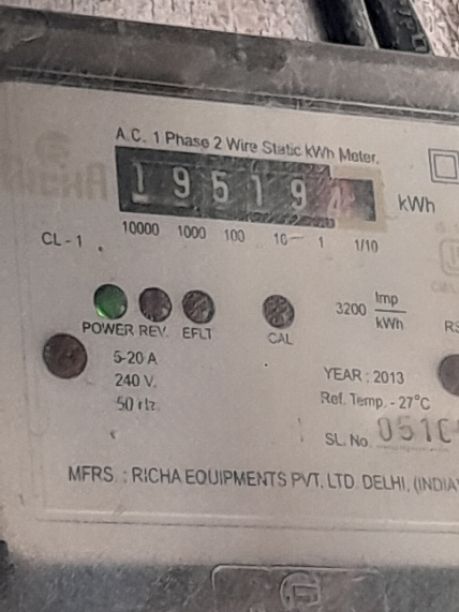 A.C. 1 Phase 2 Wire Static kWh Meter.
RICHA
1 9 5 1 9
kWh
CL - 1
10000 1000 100 10 1 1/10
3200 Imp/kWh
POWER REV. EFLT
CAL
5-20 A
240 V.
50 Hz
YEAR : 2013
Ref. Temp. - 27°C
SL. No.
MFRS. : RICHA EQUIPMENTS PVT. LTD. DELHI, (INDIA